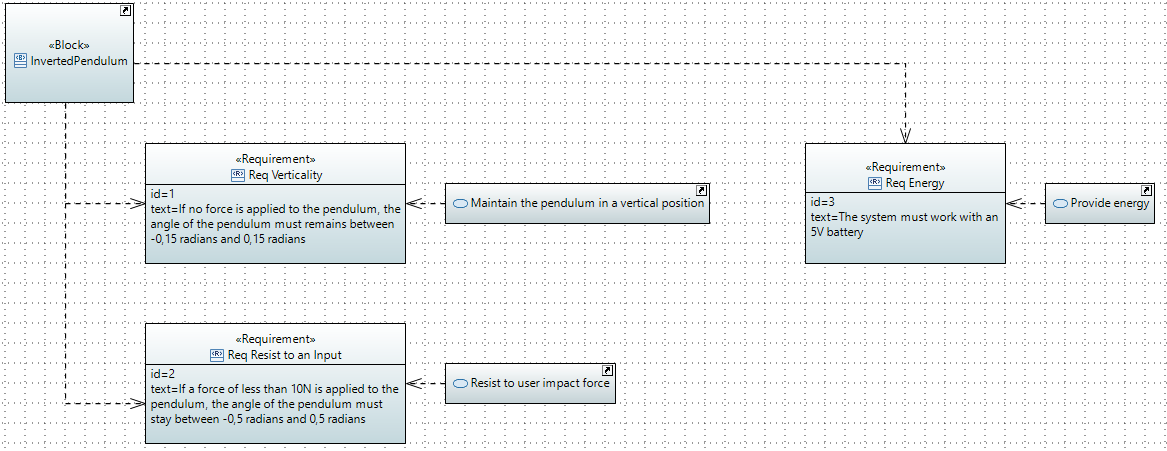 «Block»
InvertedPendulum
«Requirement»
Req Verticality
id=1
text=If no force is applied to the pendulum, the
angle of the pendulum must remains between
-0,15 radians and 0,15 radians
Maintain the pendulum in a vertical position
«Requirement»
Req Energy
id=3
text=The system must work with an
5V battery
Provide energy
«Requirement»
Req Resist to an Input
id=2
text=If a force of less than 10N is applied to the
pendulum, the angle of the pendulum must
stay between -0,5 radians and 0,5 radians
Resist to user impact force